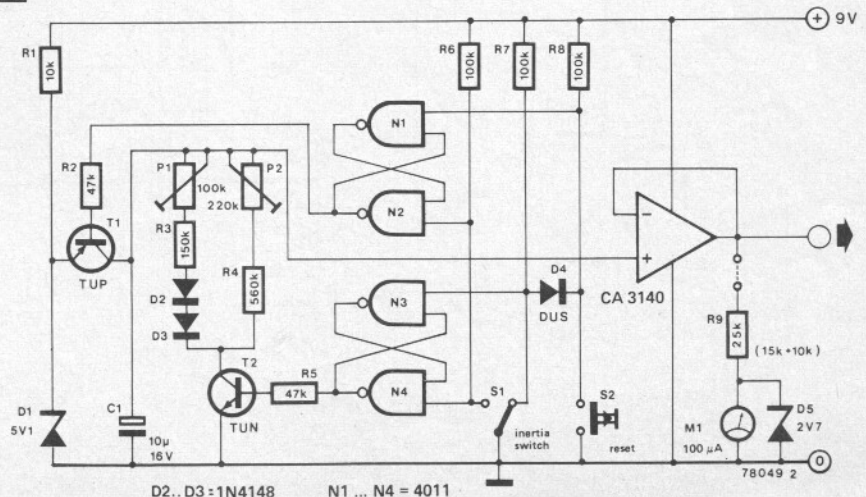 R1
10k
R6
100k
R7
100k
R8
100k
+
9V
N1
R2
47k
P1
100k
P2
220k
N2
T1
TUP
R3
150k
R4
560k
−
+
CA 3140
D2
D3
N3
D4
DUS
R9
25k
(15k+10k)
T2
TUN
R5
47k
N4
S1
inertia
switch
S2
reset
D1
5V1
C1
10µ
16V
M1
100 µA
D5
2V7
78049 2
0
D2..D3=1N4148
N1 ... N4 = 4011